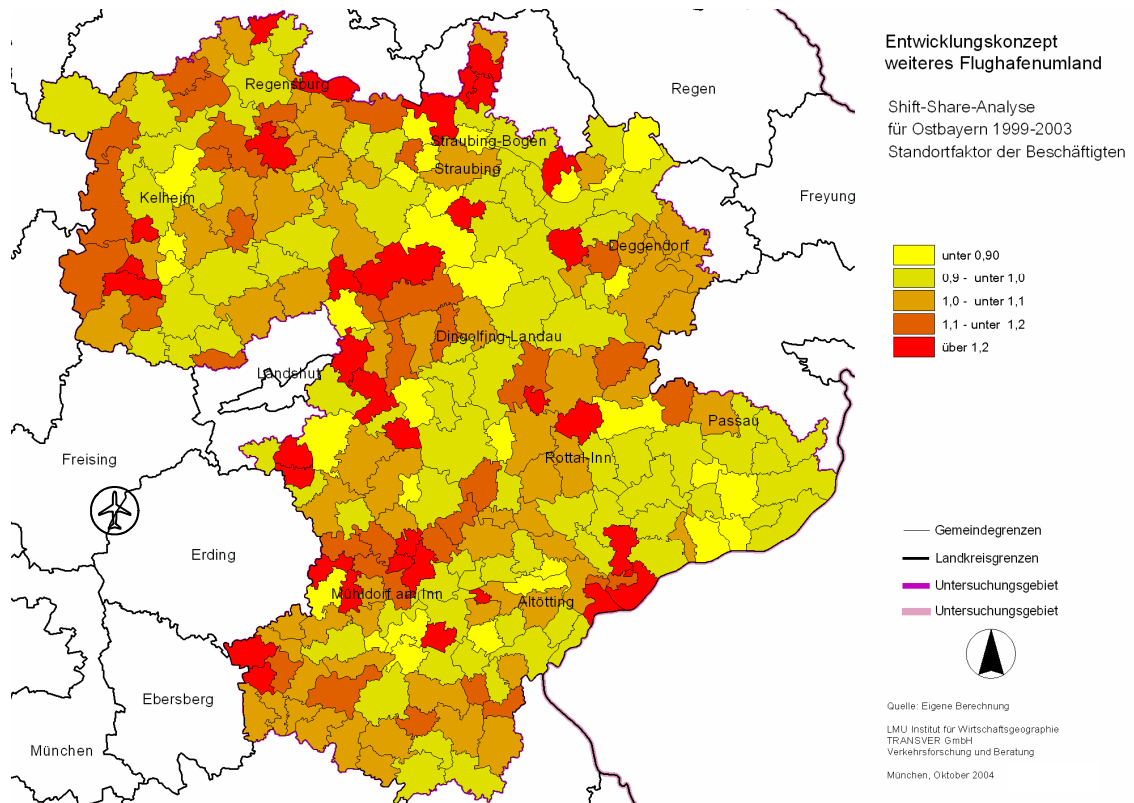 Entwicklungskonzept
weiteres Flughafenumland
Shift-Share-Analyse
für Ostbayern 1999-2003
Standortfaktor der Beschäftigten
unter 0,90
0,9 - unter 1,0
1,0 - unter 1,1
1,1 - unter 1,2
über 1,2
Regensburg
Regen
Straubing-Bogen
Straubing
Kelheim
Freyung
Deggendorf
Dingolfing-Landau
Landshut
Passau
Freising
Rottal-Inn
Erding
Mühldorf am Inn
Altötting
Ebersberg
München
Gemeindegrenzen
Landkreisgrenzen
Untersuchungsgebiet
Untersuchungsgebiet
Quelle: Eigene Berechnung
LMU Institut für Wirtschaftsgeographie
TRANSVER GmbH
Verkehrsforschung und Beratung
München, Oktober 2004